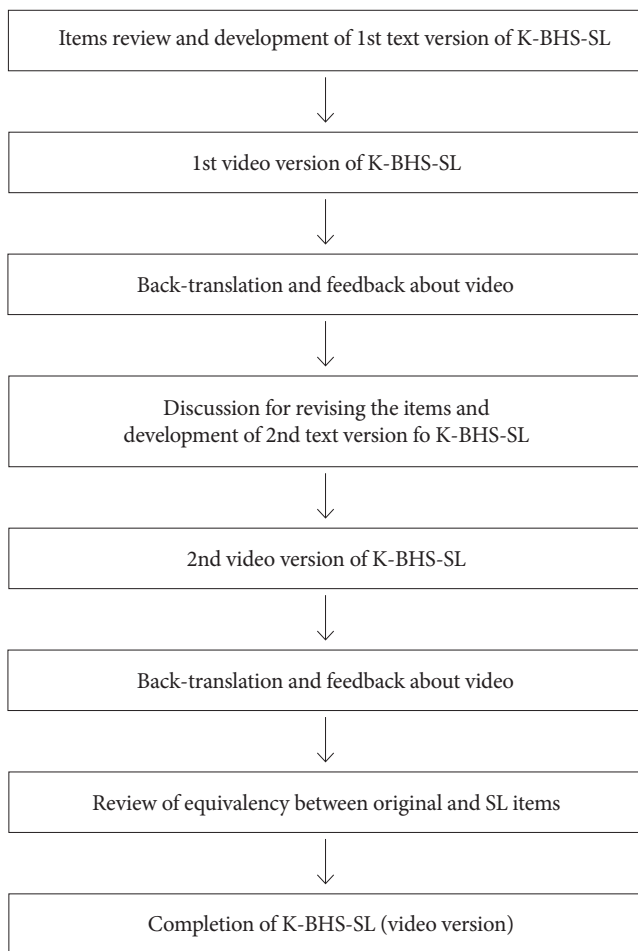 Items review and development of 1st text version of K-BHS-SL
1st video version of K-BHS-SL
Back-translation and feedback about video
Discussion for revising the items and
development of 2nd text version fo K-BHS-SL
2nd video version of K-BHS-SL
Back-translation and feedback about video
Review of equivalency between original and SL items
Completion of K-BHS-SL (video version)